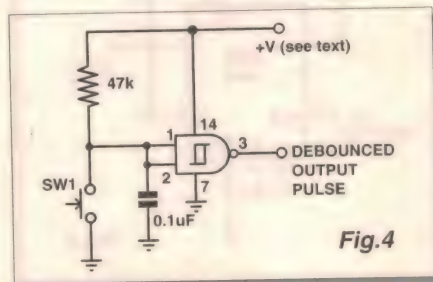 +V (see text)
47k
14
1
3
2
7
SW1
0.1uF
DEBOUNCED
OUTPUT
PULSE
Fig.4